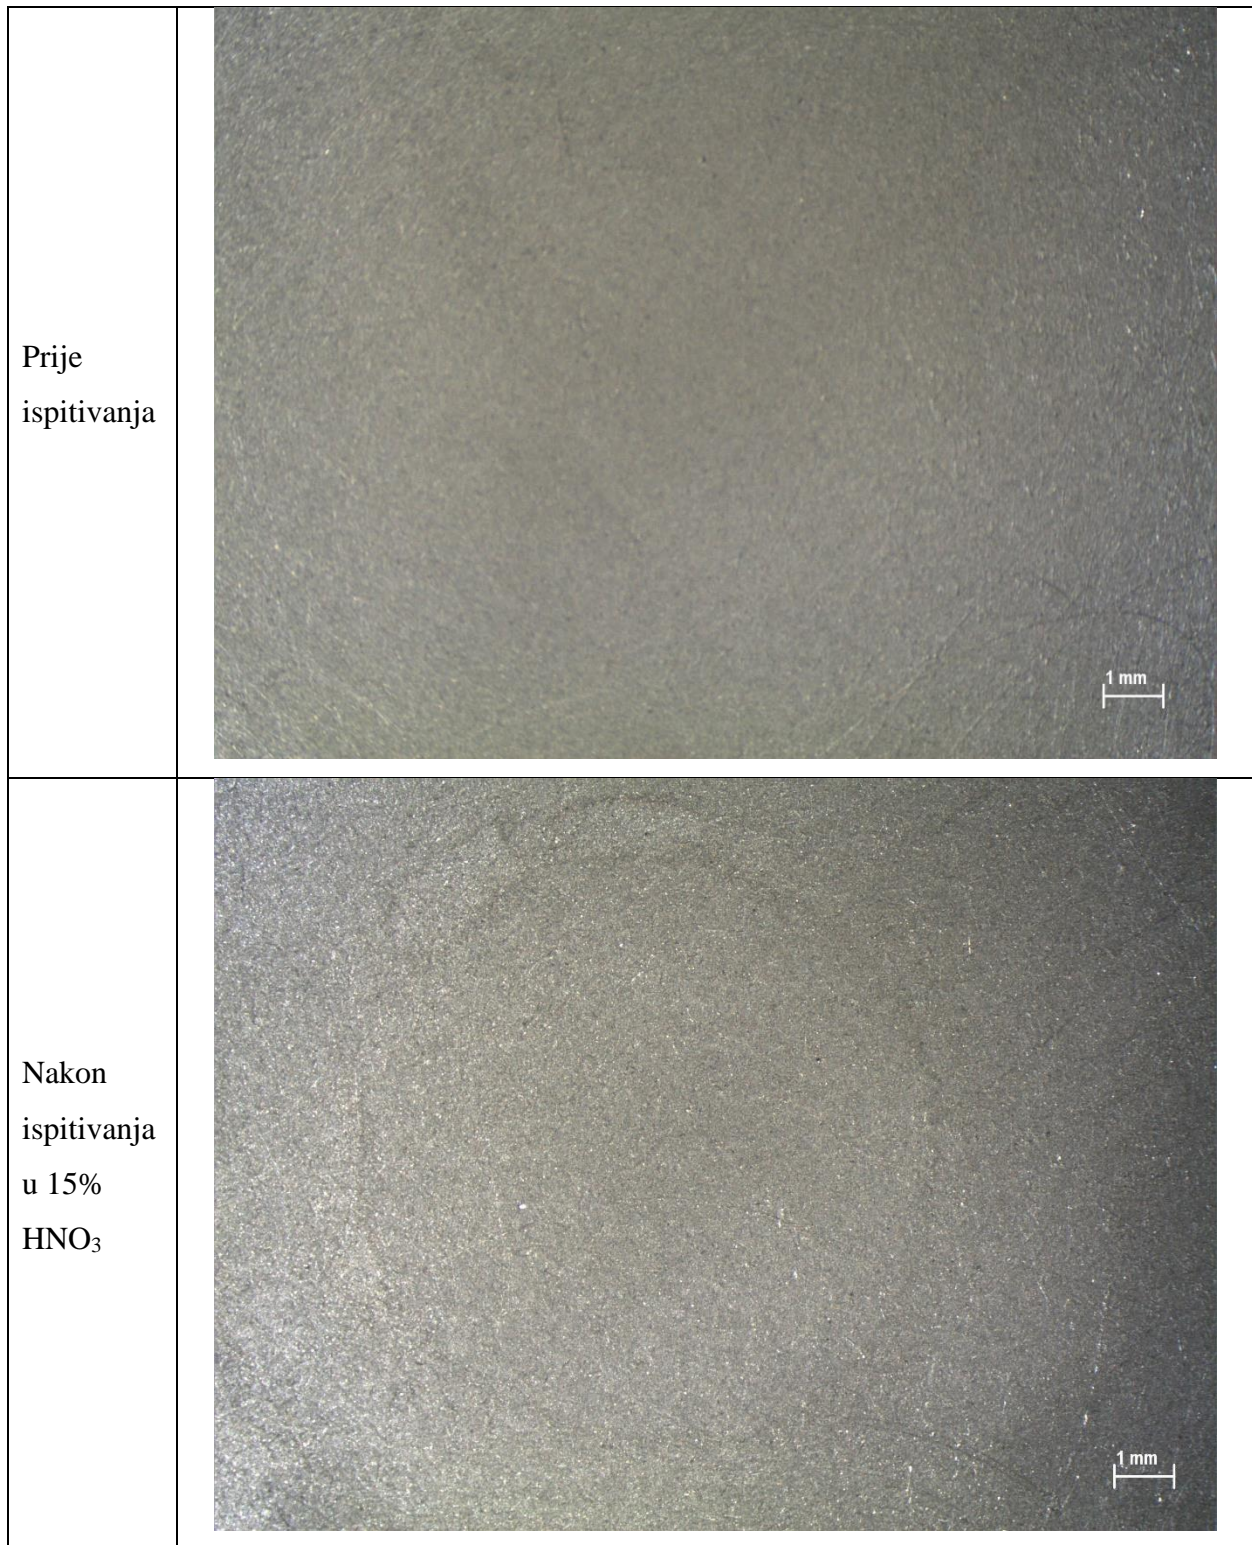 Prije
ispitivanja
1 mm
Nakon
ispitivanja
u 15%
HNO₃
1 mm